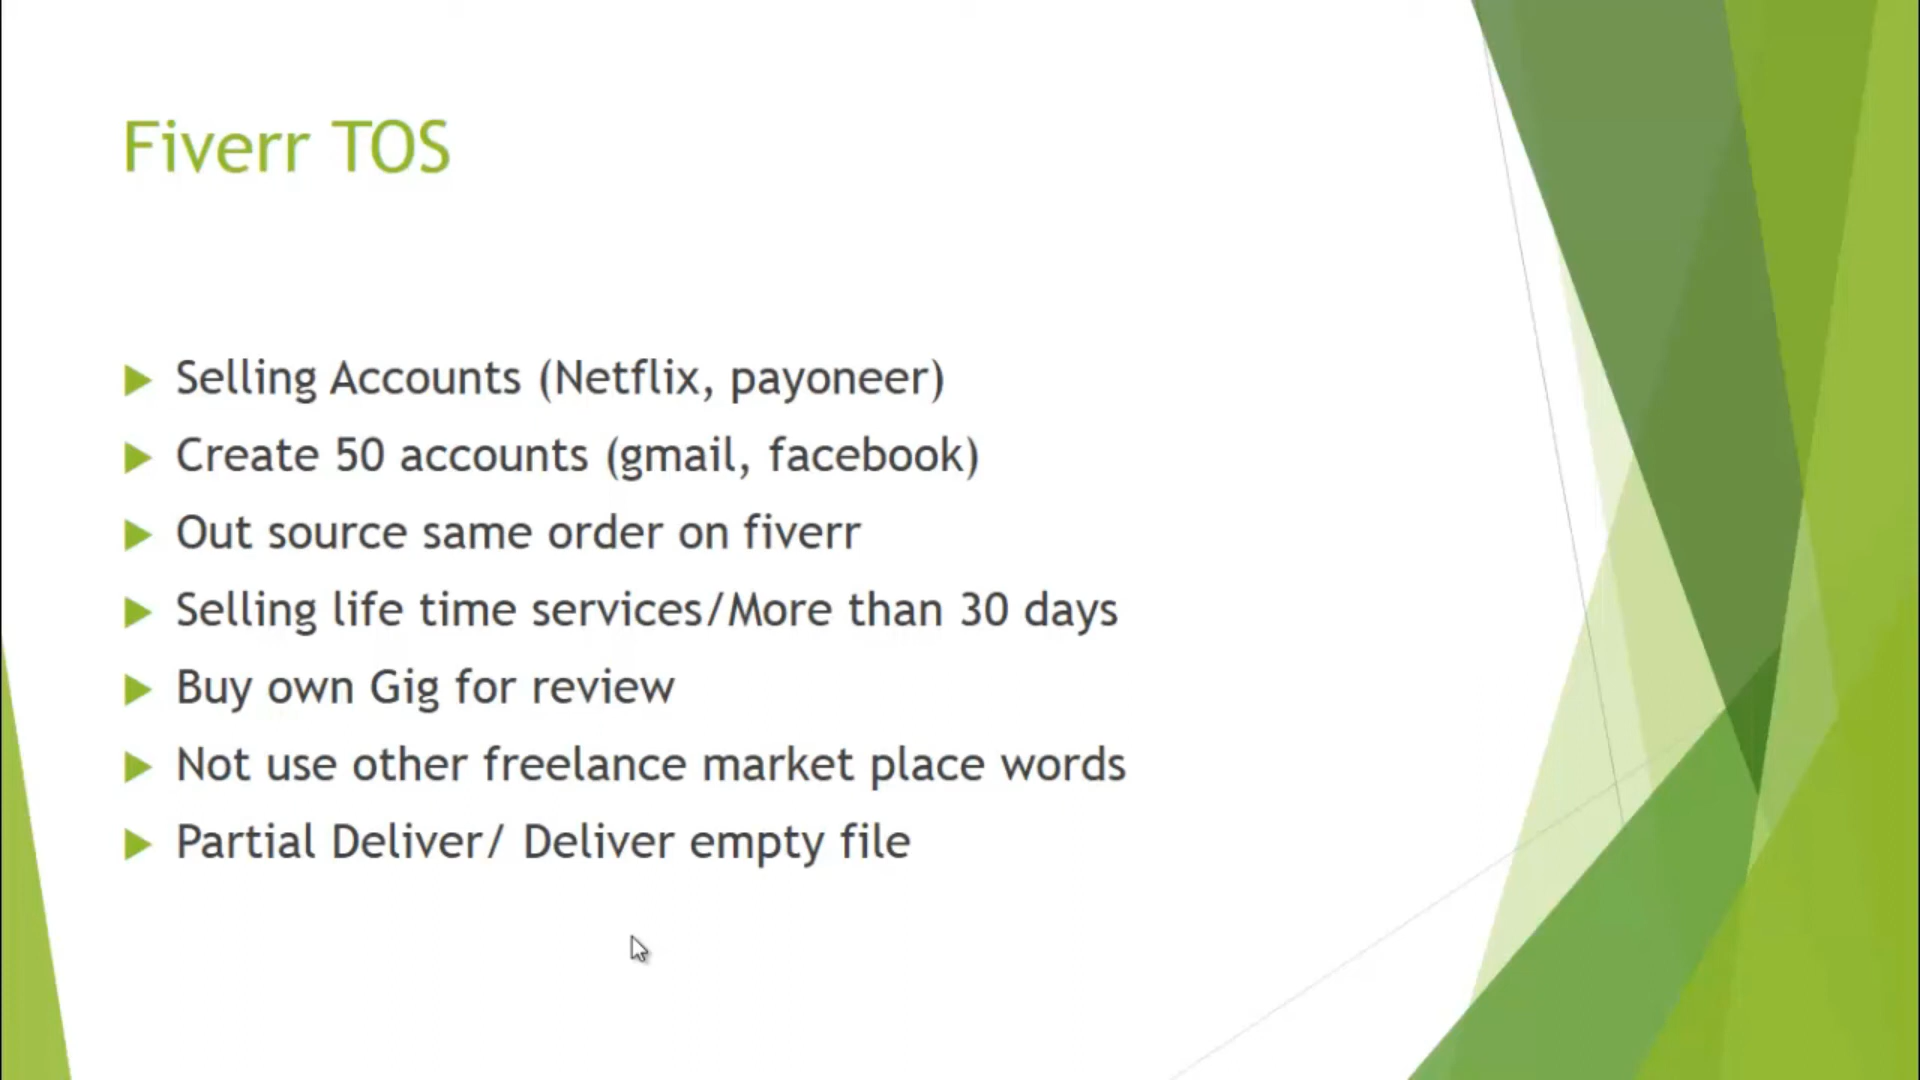 Fiverr TOS
Selling Accounts (Netflix, payoneer)
Create 50 accounts (gmail, facebook)
Out source same order on fiverr
Selling life time services/More than 30 days
Buy own Gig for review
Not use other freelance market place words
Partial Deliver/ Deliver empty file